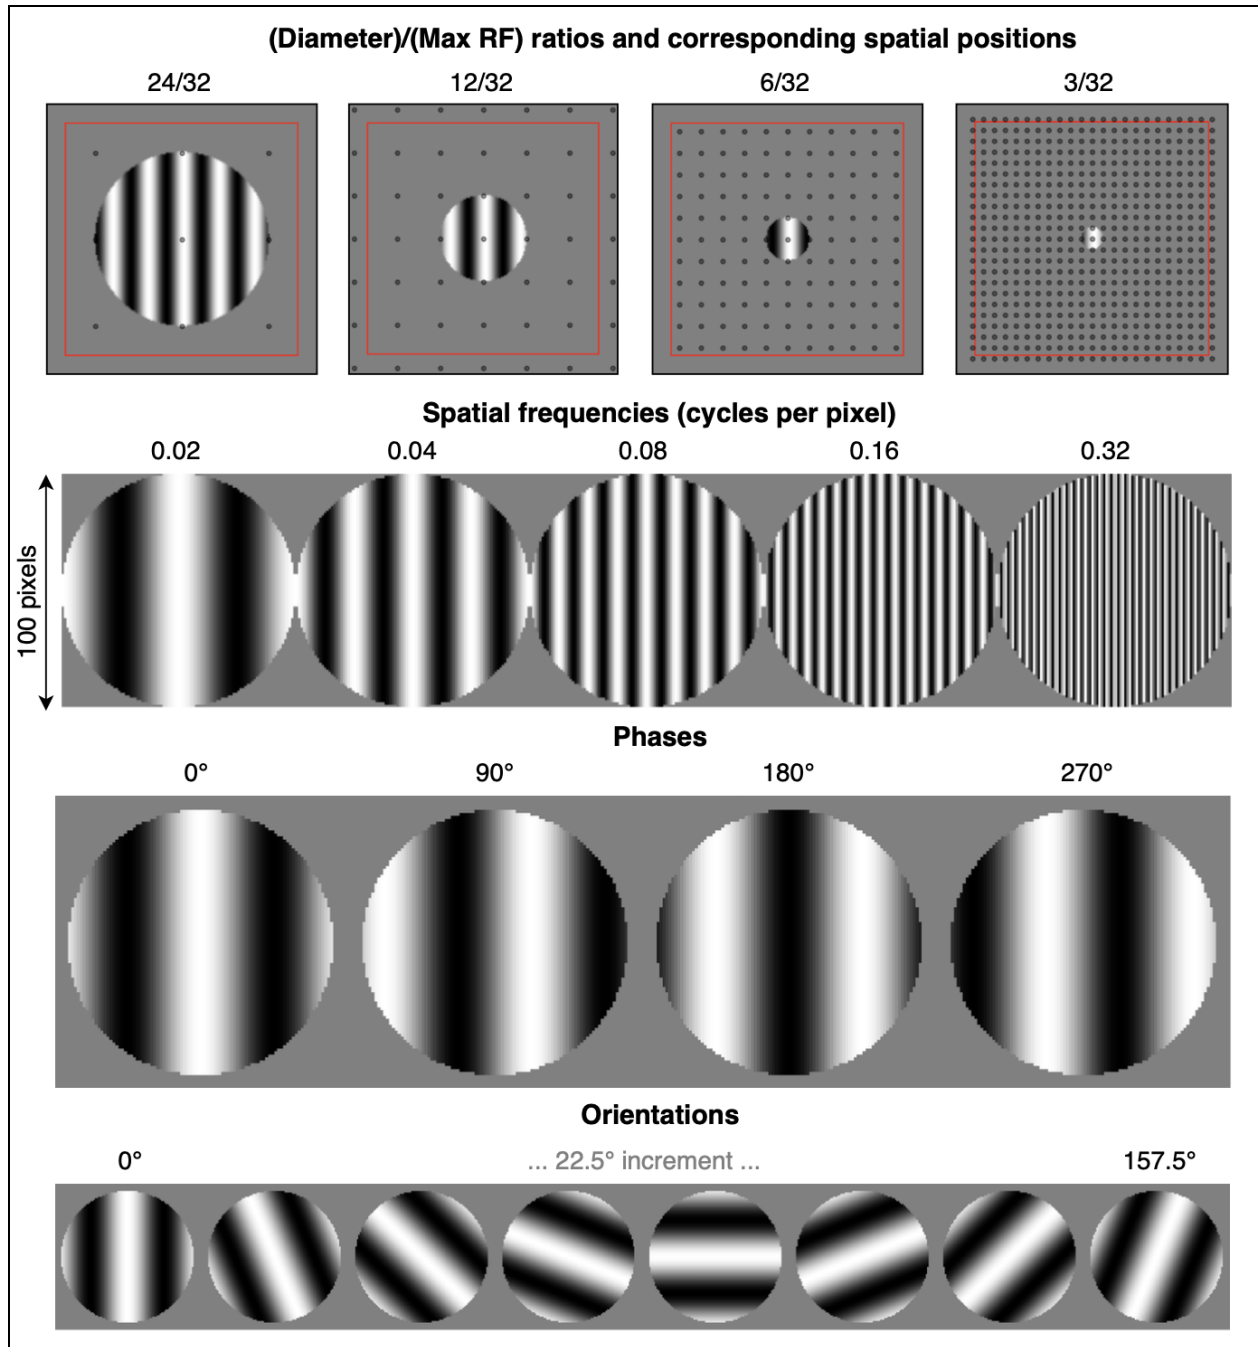 (Diameter)/(Max RF) ratios and corresponding spatial positions
24/32 12/32 6/32 3/32
Spatial frequencies (cycles per pixel)
0.02 0.04 0.08 0.16 0.32
100 pixels
Phases
0° 90° 180° 270°
Orientations
0° ... 22.5° increment ... 157.5°